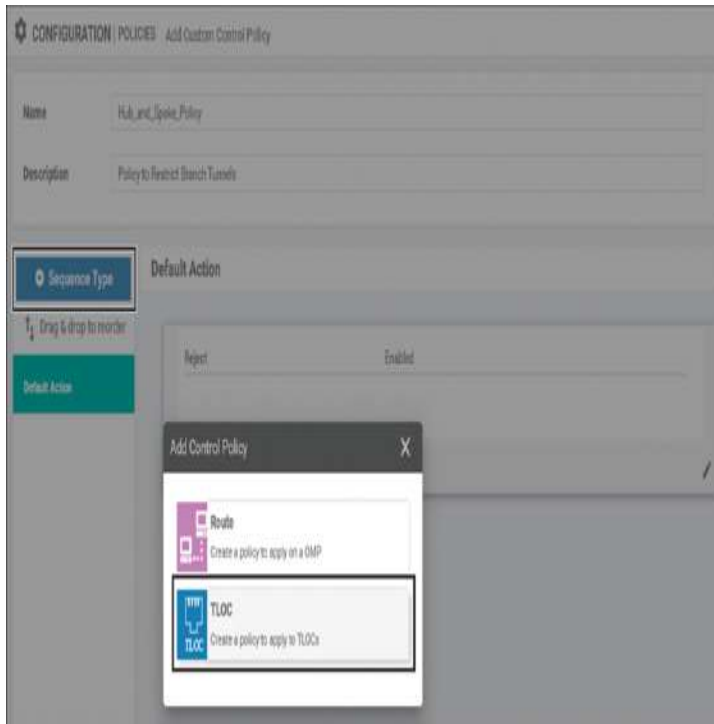 CONFIGURATION | POLICIES Add Custom Control Policy
Name Hub_and_Spoke_Policy
Description Policy to Restrict Branch Tunnels
Sequence Type
Default Action
Drag & drop to reorder
Reject Enabled
Default Action
Add Control Policy X
Route
Create a policy to apply on a OMP
TLOC
TLOC
Create a policy to apply to TLOCs